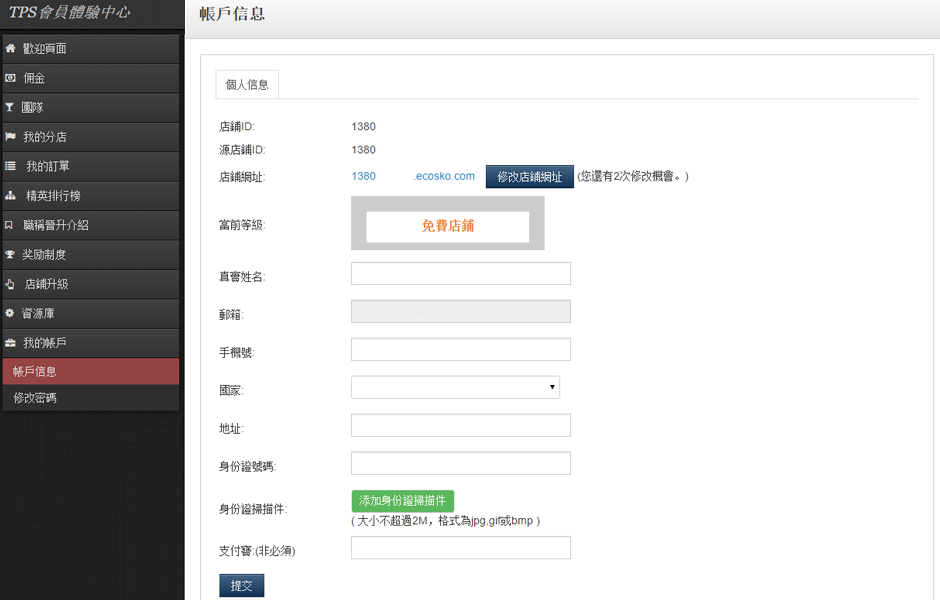 TPS會員體驗中心
歡迎頁面
佣金
團隊
我的分店
我的訂單
精英排行榜
職稱晉升介紹
奖励制度
店鋪升級
資源庫
我的帳戶
帳戶信息
修改密碼
帳戶信息
個人信息
店鋪ID: 1380
源店鋪ID: 1380
店鋪網址: 1380 .ecosko.com 修改店鋪網址 (您還有2次修改機會。)
當前等級: 免費店鋪
真實姓名:
郵箱:
手機號:
國家:
地址:
身份證號碼:
身份證掃描件: 添加身份證掃描件
( 大小不超過2M，格式為jpg,gif或bmp )
支付寶:(非必須)
提交